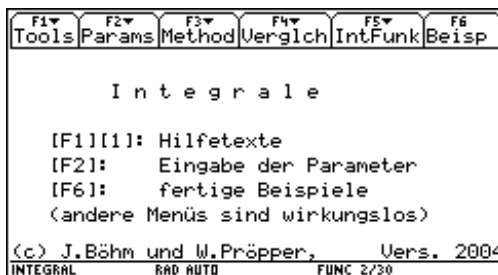 F1▼ F2▼ F3▼ F4▼ F5▼ F6
Tools Params Method Verglch IntFunk Beisp
I n t e g r a l e
[F1][1]: Hilfetexte
[F2]: Eingabe der Parameter
[F6]: fertige Beispiele
(andere Menüs sind wirkungslos)
(c) J.Böhm und W.Pröpper, Vers. 2004
INTEGRAL RAD AUTO FUNC 2/30